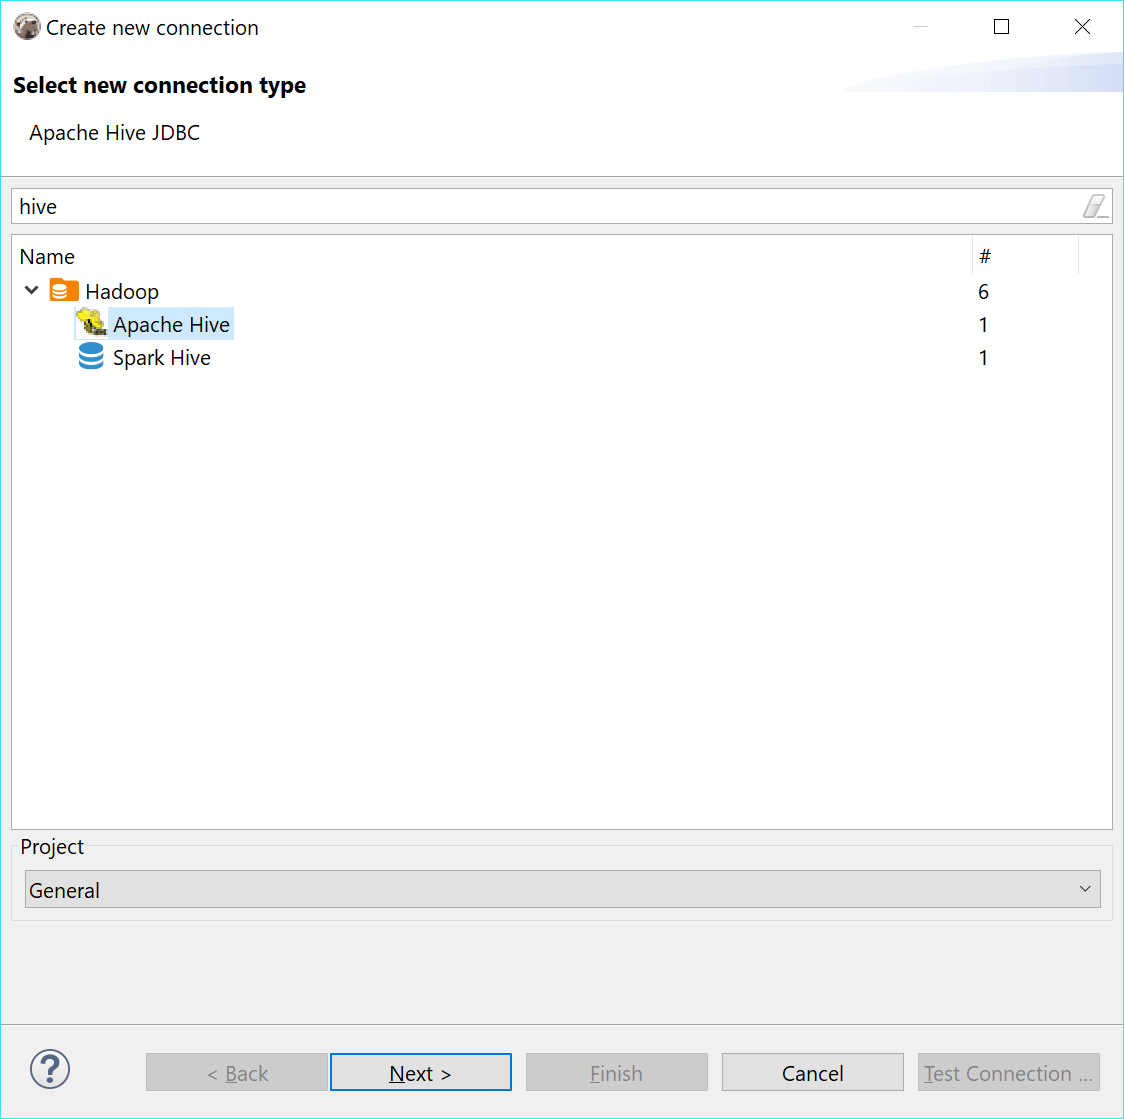 Create new connection
Select new connection type
Apache Hive JDBC
hive
Name #
Hadoop 6
Apache Hive 1
Spark Hive 1
Project
General
? < Back Next > Finish Cancel Test Connection ...